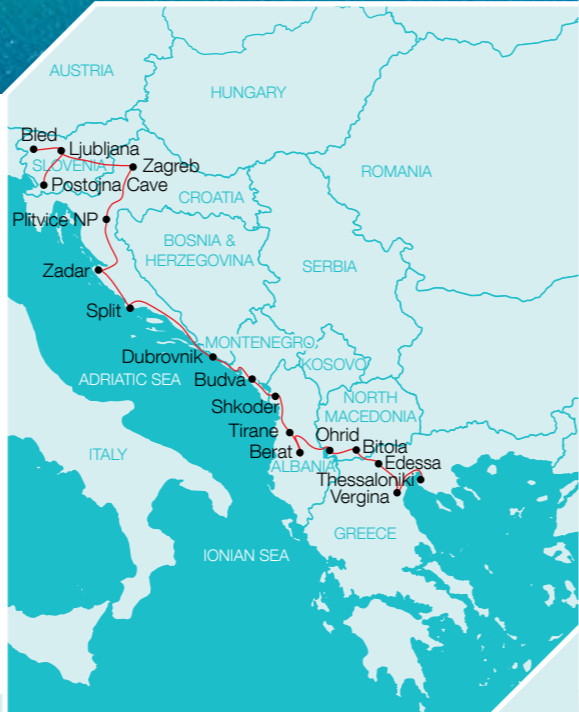 AUSTRIA
HUNGARY
Bled
Ljubljana
SLOVENIA
Zagreb
Postojna Cave
ROMANIA
CROATIA
Plitvice NP
BOSNIA &
HERZEGOVINA
SERBIA
Zadar
Split
MONTENEGRO
Dubrovnik
KOSOVO
ADRIATIC SEA
Budva
Shkoder
NORTH
MACEDONIA
Tirane
Ohrid
Bitola
ITALY
Berat
Edessa
ALBANIA
Thessaloniki
Vergina
GREECE
IONIAN SEA